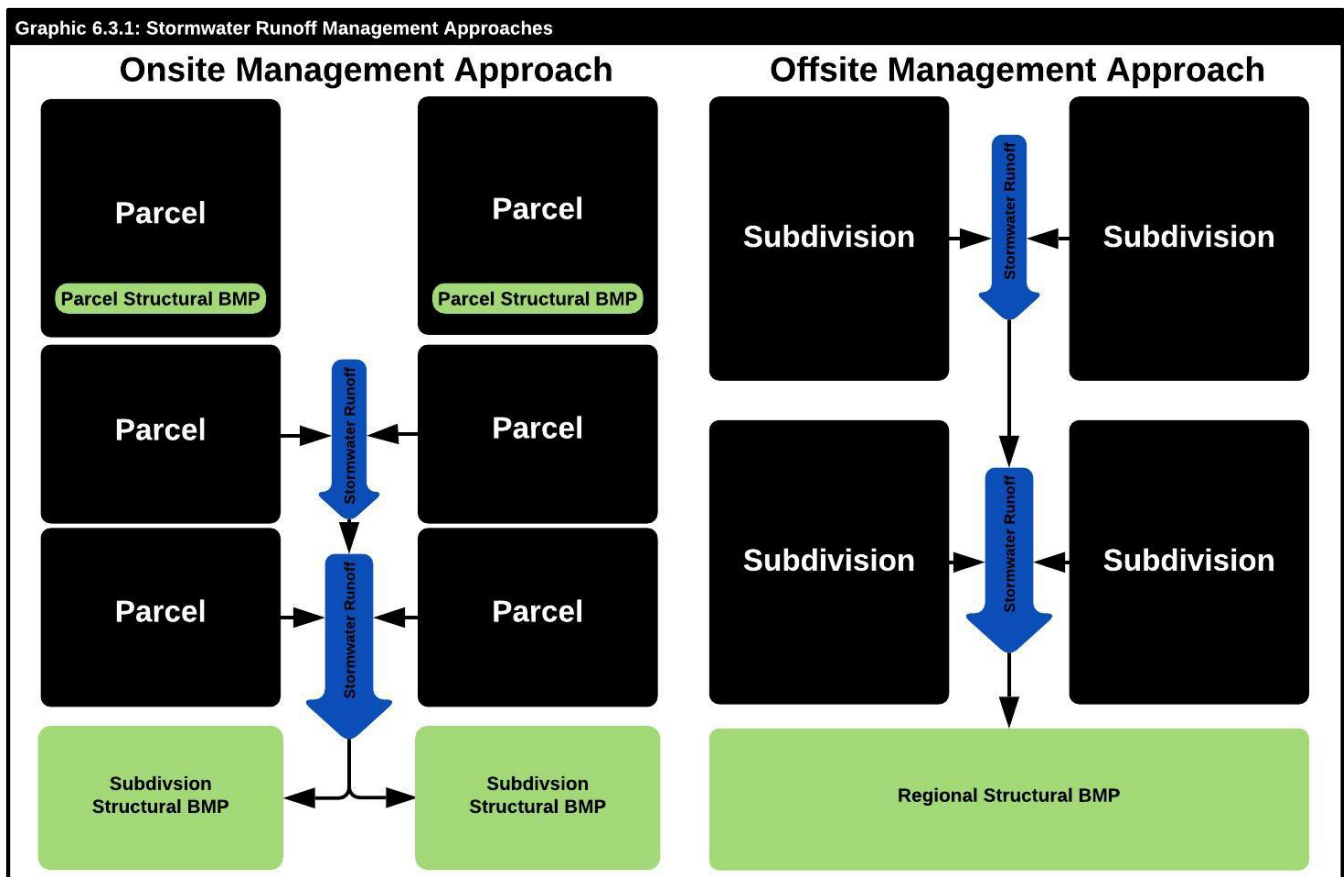 Graphic 6.3.1: Stormwater Runoff Management Approaches
Onsite Management Approach
Parcel
Parcel
Parcel Structural BMP
Parcel Structural BMP
Parcel
Stormwater Runoff
Parcel
Parcel
Stormwater Runoff
Parcel
Subdivsion
Structural BMP
Subdivsion
Structural BMP
Offsite Management Approach
Subdivision
Stormwater Runoff
Subdivision
Subdivision
Stormwater Runoff
Subdivision
Regional Structural BMP